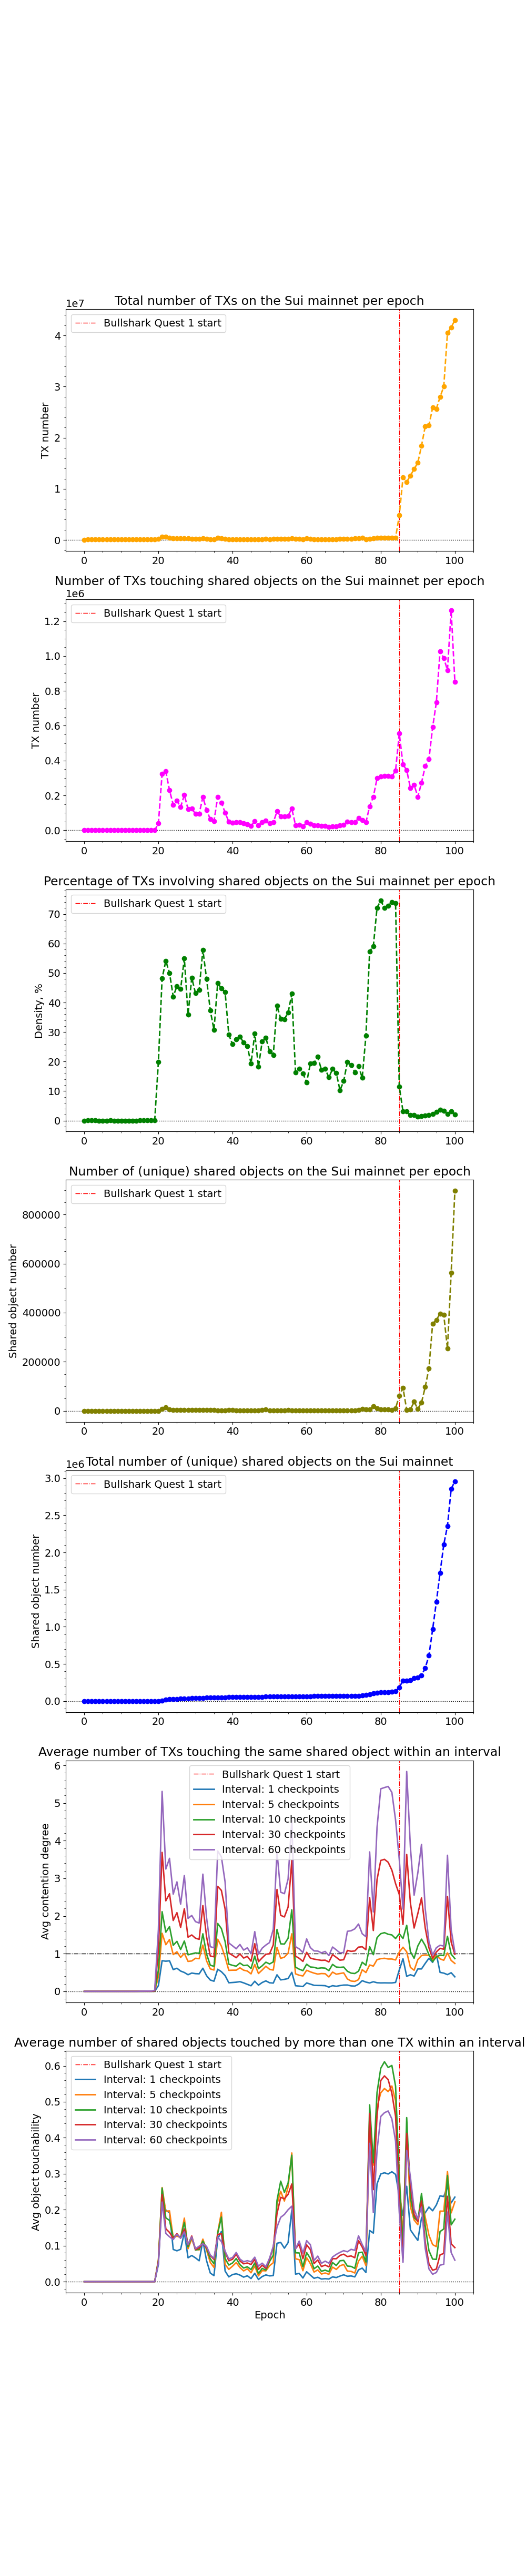 Total number of TXs on the Sui mainnet per epoch
1e7
Bullshark Quest 1 start
TX number
4
3
2
1
0
0 20 40 60 80 100
Number of TXs touching shared objects on the Sui mainnet per epoch
1e6
Bullshark Quest 1 start
TX number
1.2
1.0
0.8
0.6
0.4
0.2
0.0
0 20 40 60 80 100
Percentage of TXs involving shared objects on the Sui mainnet per epoch
Bullshark Quest 1 start
Density, %
70
60
50
40
30
20
10
0
0 20 40 60 80 100
Number of (unique) shared objects on the Sui mainnet per epoch
Bullshark Quest 1 start
Shared object number
800000
600000
400000
200000
0
0 20 40 60 80 100
1e6 Total number of (unique) shared objects on the Sui mainnet
Bullshark Quest 1 start
Shared object number
3.0
2.5
2.0
1.5
1.0
0.5
0.0
0 20 40 60 80 100
Average number of TXs touching the same shared object within an interval
Bullshark Quest 1 start
Interval: 1 checkpoints
Interval: 5 checkpoints
Interval: 10 checkpoints
Interval: 30 checkpoints
Interval: 60 checkpoints
Avg contention degree
6
5
4
3
2
1
0
0 20 40 60 80 100
Average number of shared objects touched by more than one TX within an interval
Bullshark Quest 1 start
Interval: 1 checkpoints
Interval: 5 checkpoints
Interval: 10 checkpoints
Interval: 30 checkpoints
Interval: 60 checkpoints
Avg object touchability
0.6
0.5
0.4
0.3
0.2
0.1
0.0
0 20 40 60 80 100
Epoch